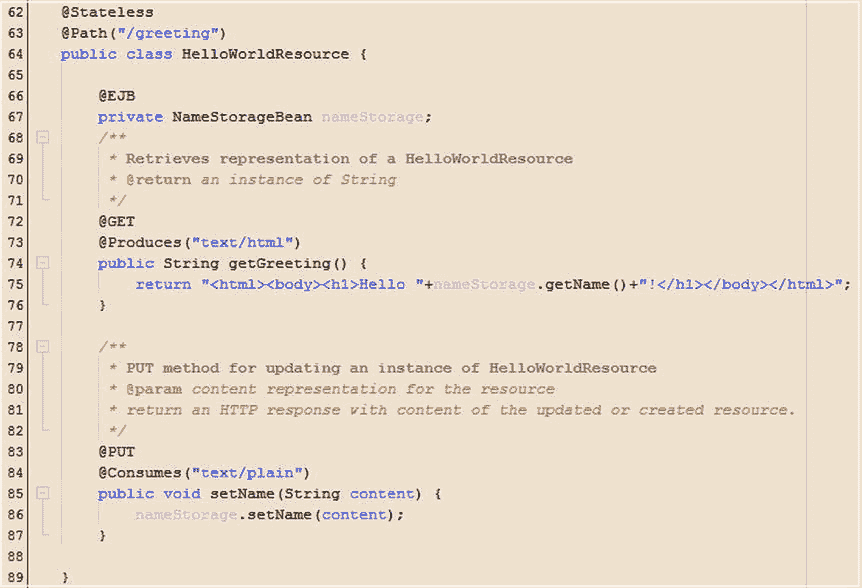 62 @Stateless
63 @Path("/greeting")
64 public class HelloWorldResource {
65
66 @EJB
67 private NameStorageBean nameStorage;
68 /**
69 * Retrieves representation of a HelloWorldResource
70 * @return an instance of String
71 */
72 @GET
73 @Produces("text/html")
74 public String getGreeting() {
75 return "<html><body><h1>Hello "+nameStorage.getName()+"!</h1></body></html>";
76 }
77
78 /**
79 * PUT method for updating an instance of HelloWorldResource
80 * @param content representation for the resource
81 * return an HTTP response with content of the updated or created resource.
82 */
83 @PUT
84 @Consumes("text/plain")
85 public void setName(String content) {
86 nameStorage.setName(content);
87 }
88
89 }